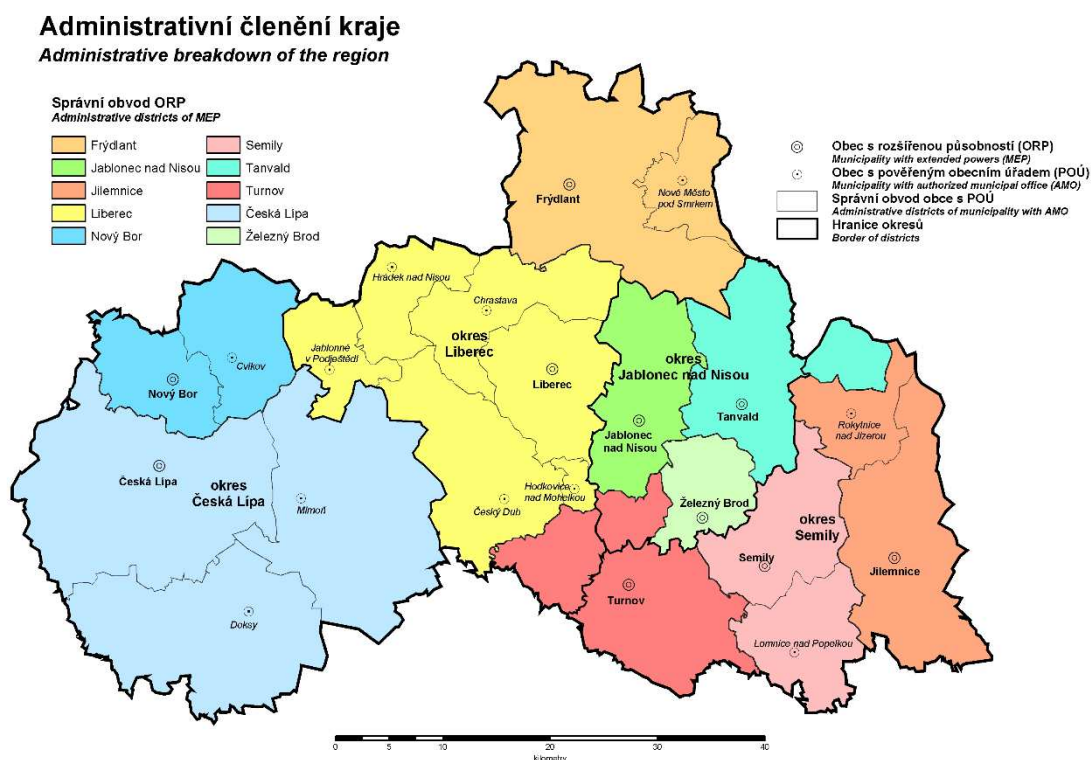 Administrativní členění kraje
Administrative breakdown of the region
Správní obvod ORP
Administrative districts of MEP
Frýdlant
Jablonec nad Nisou
Jilemnice
Liberec
Nový Bor
Semily
Tanvald
Turnov
Česká Lípa
Železný Brod
Obec s rozšířenou působností (ORP)
Municipality with extended powers (MEP)
Obec s pověřeným obecním úřadem (POÚ)
Municipality with authorized municipal office (AMO)
Správní obvod obce s POÚ
Administrative districts of municipality with AMO
Hranice okresů
Border of districts
Frýdlant
Nové Město
pod Smrkem
Hrádek nad Nisou
Chrastava
okres
Liberec
Jablonné
v Podještědí
Cvikov
Nový Bor
Liberec
okres
Jablonec nad Nisou
Tanvald
Jablonec
nad Nisou
Rokytnice
nad Jizerou
Česká Lípa
okres
Česká Lípa
Mimoň
Hodkovice
nad Mohelkou
Český Dub
Železný Brod
okres
Semily
Semily
Jilemnice
Turnov
Doksy
Lomnice nad Popelkou
0 5 10 20 30 40
kilometry